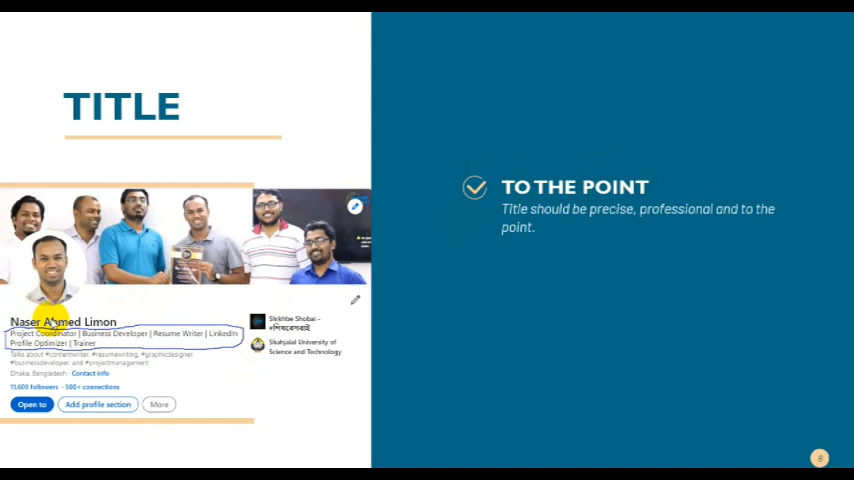 TITLE
Naser Ahmed Limon
Project Coordinator | Business Developer | Resume Writer | LinkedIn
Profile Optimizer | Trainer
Talks about #contentwriter, #resumewriting, #graphicdesigner,
#businessdeveloper, and #projectmanagement
Dhaka, Bangladesh · Contact info
11,603 followers · 500+ connections
Open to
Add profile section
More
Shikhbe Shobai -
#শিখবেসবাই
Shahjalal University of
Science and Technology
TO THE POINT
Title should be precise, professional and to the
point.
6